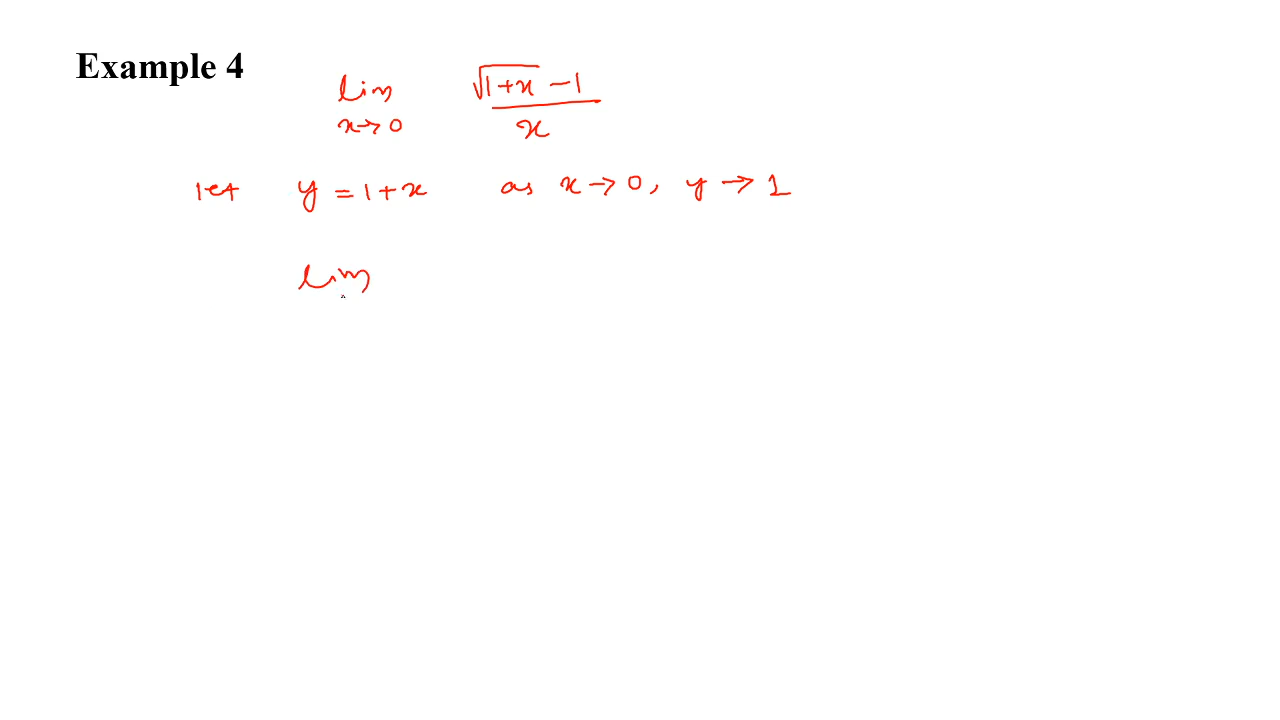 Example 4
lim x→0 √1+x −1 / x
let y = 1 + x as x → 0, y → 1
lim